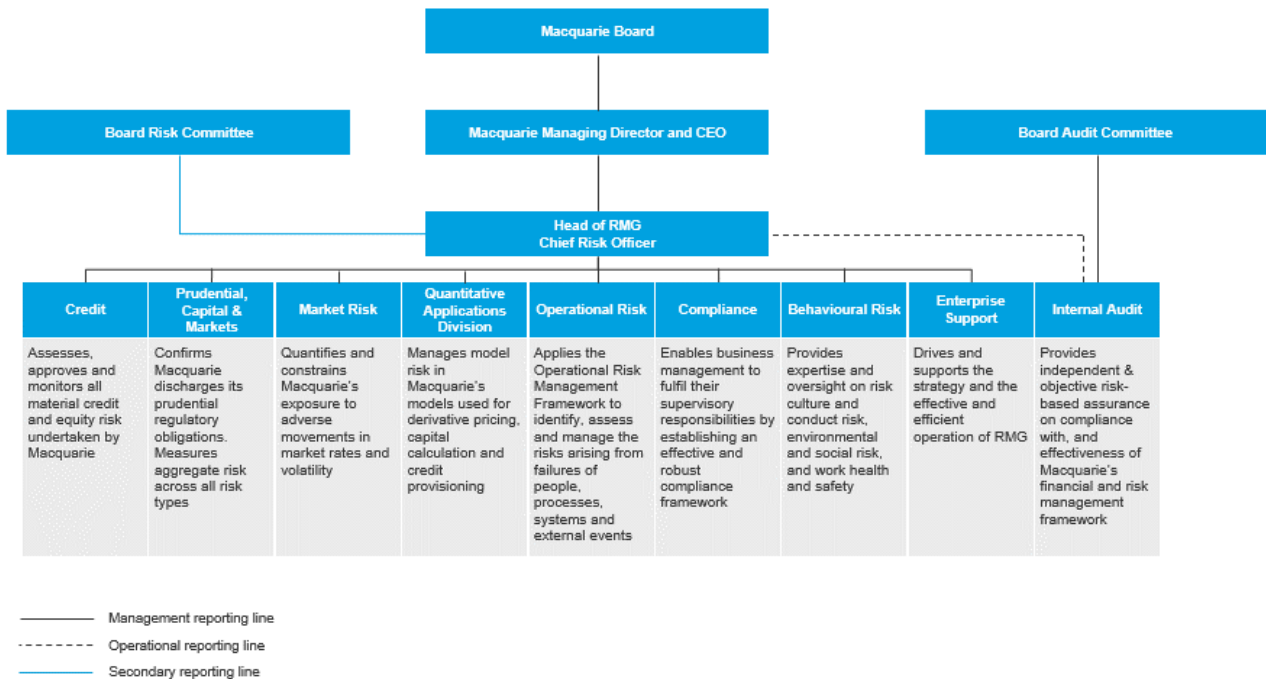 Macquarie Board
Board Risk Committee
Macquarie Managing Director and CEO
Board Audit Committee
Head of RMG
Chief Risk Officer
Credit
Assesses,
approves and
monitors all
material credit
and equity risk
undertaken by
Macquarie
Prudential,
Capital &
Markets
Confirms
Macquarie
discharges its
prudential
regulatory
obligations.
Measures
aggregate risk
across all risk
types
Market Risk
Quantifies and
constrains
Macquarie's
exposure to
adverse
movements in
market rates and
volatility
Quantitative
Applications
Division
Manages model
risk in
Macquarie's
models used for
derivative pricing,
capital
calculation and
credit
provisioning
Operational Risk
Applies the
Operational Risk
Management
Framework to
identify, assess
and manage the
risks arising from
failures of
people,
processes,
systems and
external events
Compliance
Enables business
management to
fulfil their
supervisory
responsibilities by
establishing an
effective and
robust
compliance
framework
Behavioural Risk
Provides
expertise and
oversight on risk
culture and
conduct risk,
environmental
and social risk,
and work health
and safety
Enterprise
Support
Drives and
supports the
strategy and the
effective and
efficient
operation of RMG
Internal Audit
Provides
independent &
objective risk-
based assurance
on compliance
with, and
effectiveness of
Macquarie's
financial and risk
management
framework
Management reporting line
Operational reporting line
Secondary reporting line